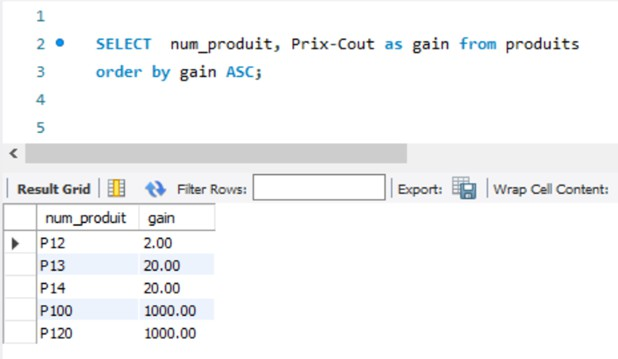 1
2 SELECT num_produit, Prix-Cout as gain from produits
3 order by gain ASC;
4
5
Result Grid Filter Rows: Export: Wrap Cell Content:
num_produit gain
P12 2.00
P13 20.00
P14 20.00
P100 1000.00
P120 1000.00